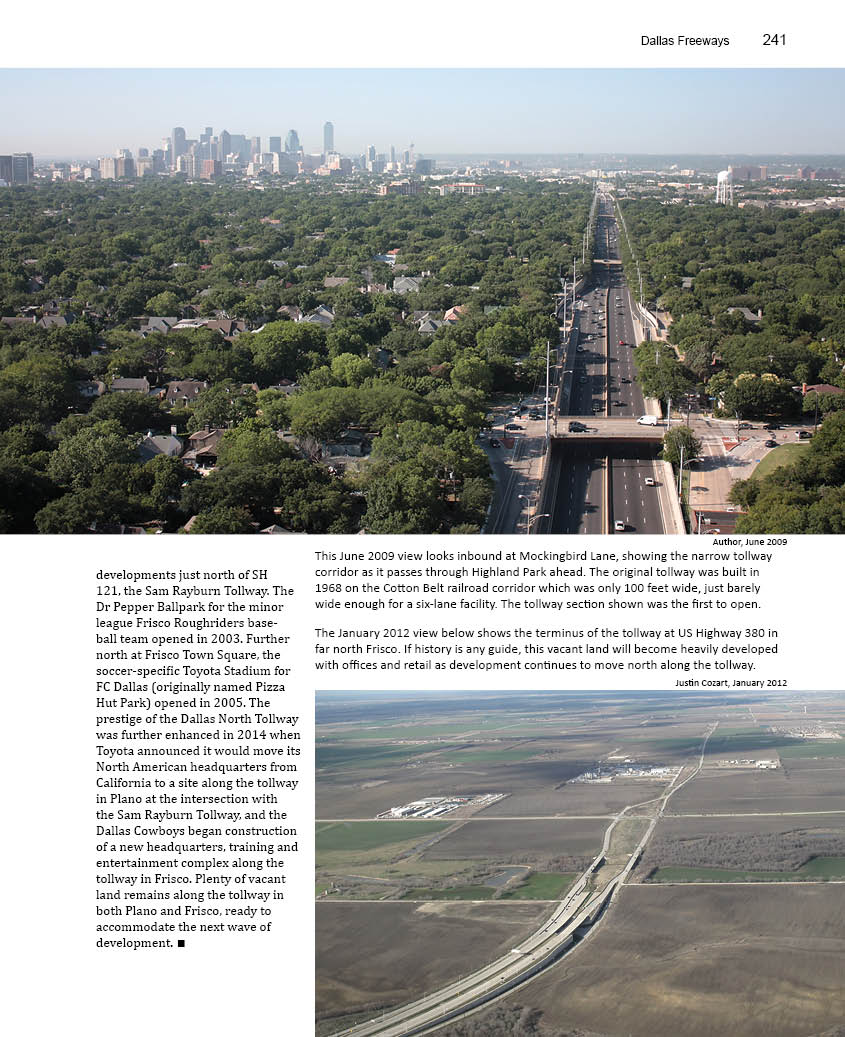 Dallas Freeways 241
Author, June 2009
This June 2009 view looks inbound at Mockingbird Lane, showing the narrow tollway
corridor as it passes through Highland Park ahead. The original tollway was built in
1968 on the Cotton Belt railroad corridor which was only 100 feet wide, just barely
wide enough for a six-lane facility. The tollway section shown was the first to open.
The January 2012 view below shows the terminus of the tollway at US Highway 380 in
far north Frisco. If history is any guide, this vacant land will become heavily developed
with offices and retail as development continues to move north along the tollway.
Justin Cozart, January 2012
developments just north of SH
121, the Sam Rayburn Tollway. The
Dr Pepper Ballpark for the minor
league Frisco Roughriders base-
ball team opened in 2003. Further
north at Frisco Town Square, the
soccer-specific Toyota Stadium for
FC Dallas (originally named Pizza
Hut Park) opened in 2005. The
prestige of the Dallas North Tollway
was further enhanced in 2014 when
Toyota announced it would move its
North American headquarters from
California to a site along the tollway
in Plano at the intersection with
the Sam Rayburn Tollway, and the
Dallas Cowboys began construction
of a new headquarters, training and
entertainment complex along the
tollway in Frisco. Plenty of vacant
land remains along the tollway in
both Plano and Frisco, ready to
accommodate the next wave of
development. ■